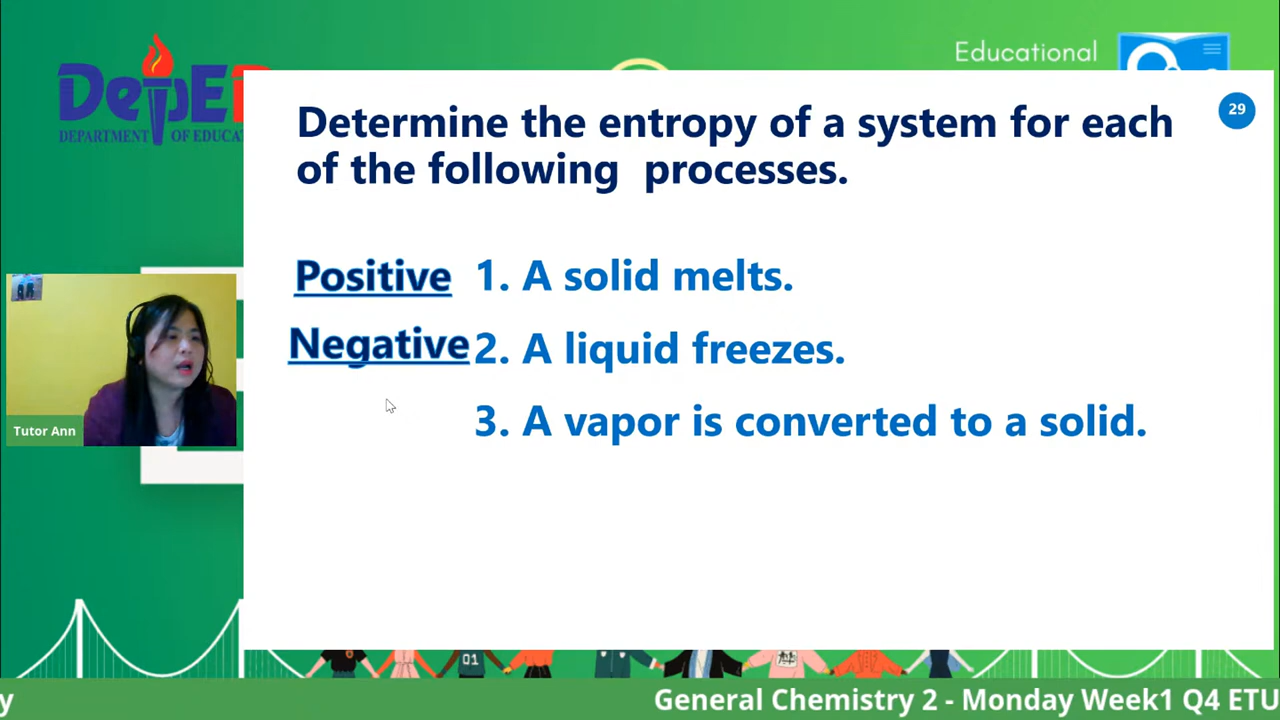 DepE
DEPARTMENT OF EDUCA
Educational
29
Determine the entropy of a system for each
of the following processes.
Positive 1. A solid melts.
Negative 2. A liquid freezes.
3. A vapor is converted to a solid.
Tutor Ann
01
y General Chemistry 2 - Monday Week1 Q4 ETU